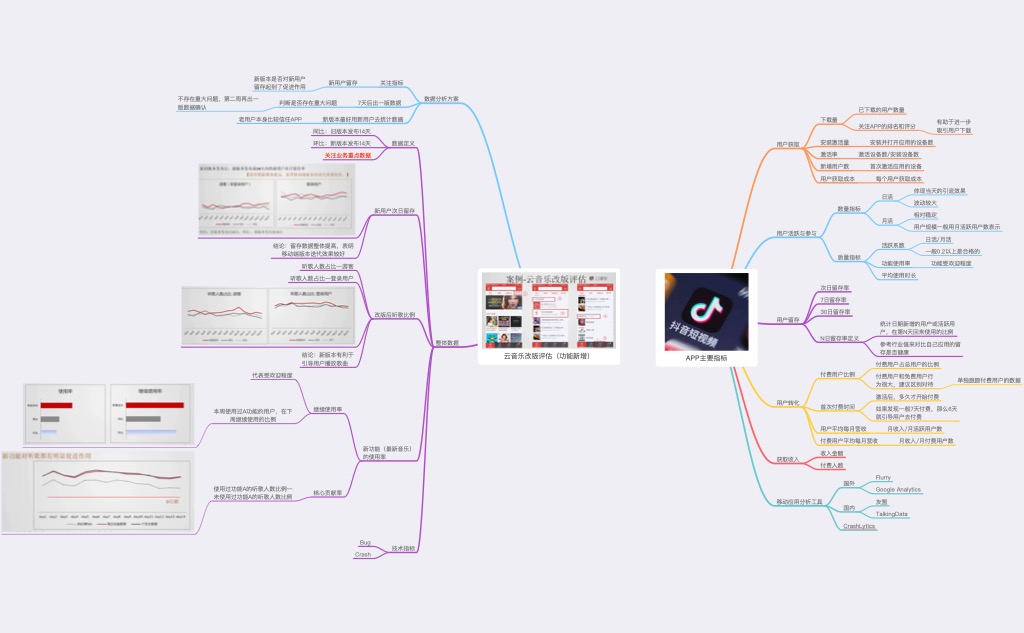 新版本是否对新用户
留存起到了促进作用
新用户留存
关注指标
不存在重大问题，第二周再出一
版数据确认
判断是否存在重大问题
7天后出一版数据
老用户本身比较信任APP
新版本最好用新用户去统计数据
数据分析方案
同比：旧版本发布14天
环比：新版本发布14天
关注业务重点数据
数据定义
新用户次日留存
结论：留存数据整体提高，表明
移动端版本迭代效果较好
听歌人数占比—游客
听歌人数占比—登录用户
改版后听歌比例
结论：新版本有利于
引导用户播放歌曲
整体数据
代表受欢迎程度
继续使用率
本周使用过A功能的用户，在下
周继续使用的比例
使用率
继续使用率
新功能（最新音乐）
的使用率
使用过功能A的听歌人数比例—
未使用过功能A的听歌人数比例
核心贡献率
Bug
Crash
技术指标
案例-云音乐改版评估
云音乐改版评估（功能新增）
抖音短视频
APP主要指标
用户获取
下载量
已下载的用户数量
关注APP的排名和评分
有助于进一步
吸引用户下载
安装激活量
安装并打开应用的设备数
激活率
激活设备数/安装设备数
新增用户数
首次激活应用的设备
用户获取成本
每个用户获取成本
用户活跃与参与
数量指标
日活
体现当天的引流效果
波动较大
月活
相对稳定
用户规模一般用月活跃用户数表示
质量指标
活跃系数
日活/月活
一般0.2以上是合格的
功能使用率
功能受欢迎程度
平均使用时长
用户留存
次日留存率
7日留存率
30日留存率
N日留存率定义
统计日期新增的用户或活跃用
户，在第N天回来使用的比例
参考行业值来对比自己应用的留
存是否健康
用户转化
付费用户比例
付费用户占总用户的比例
付费用户和免费用户行
为很大，建议区别对待
单独跟踪付费用户的数据
首次付费时间
激活后，多久才开始付费
如果发现一般7天付费，那么6天
就引导用户去付费
用户平均每月营收
月收入/月活跃用户数
付费用户平均每月营收
月收入/月付费用户数
获取收入
收入金额
付费人数
移动应用分析工具
国外
Flurry
Google Analytics
国内
友盟
TalkingData
CrashLytics